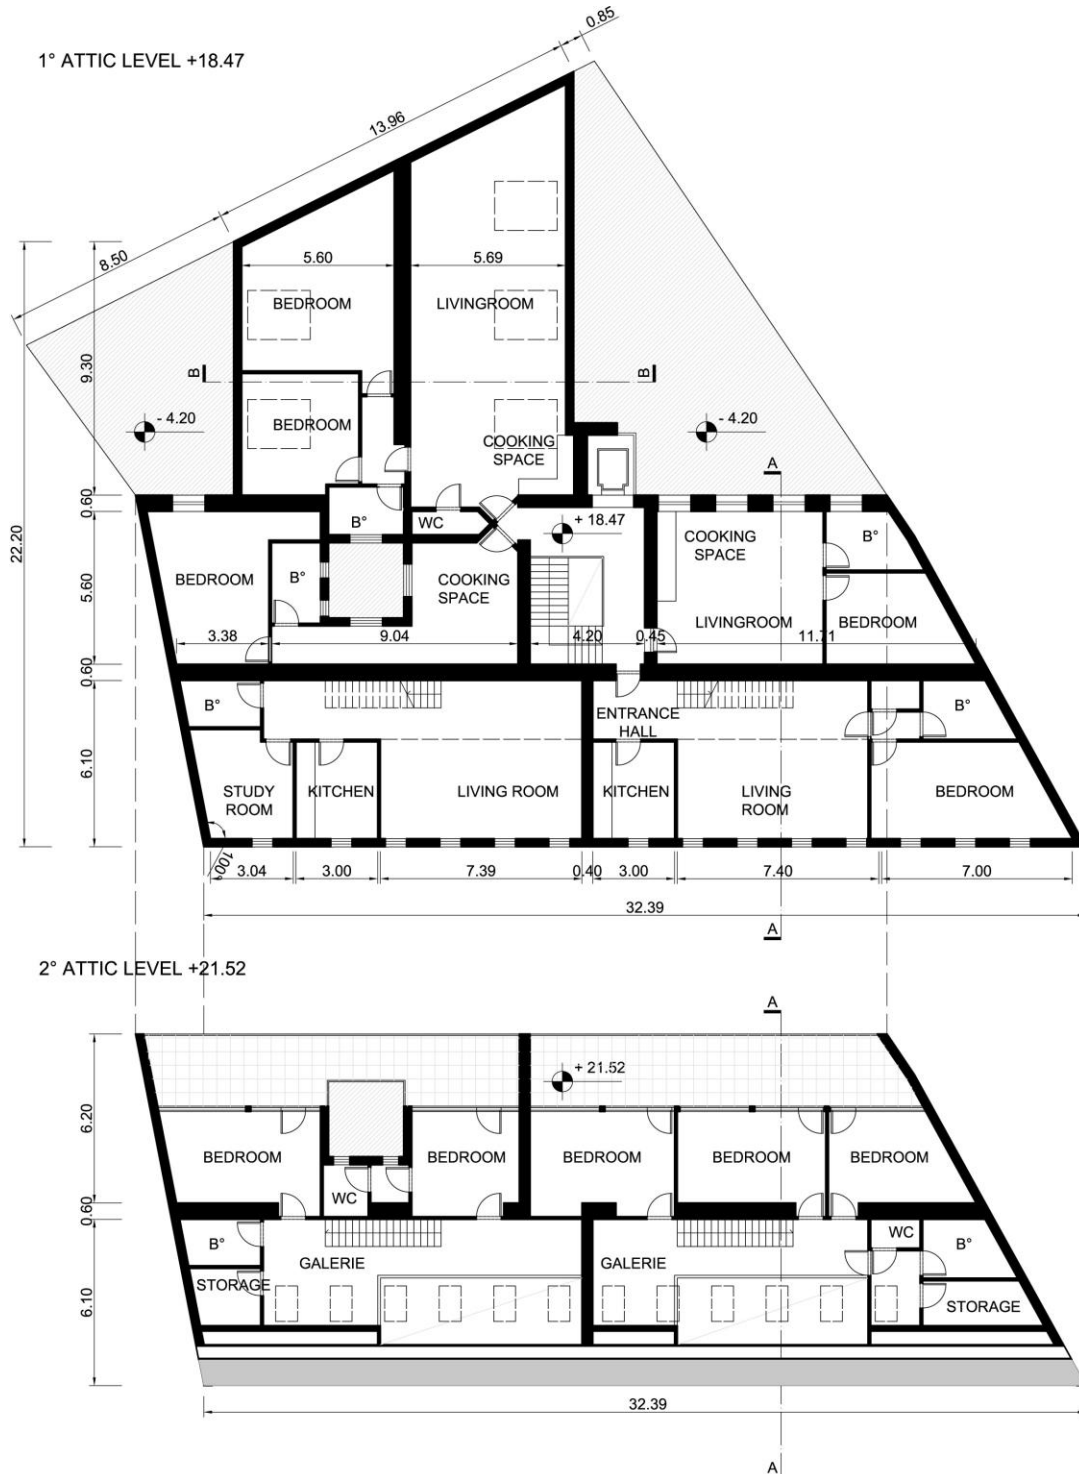 0.85
1° ATTIC LEVEL +18.47
13.96
8.50
5.60
5.69
BEDROOM
LIVINGROOM
9.30
B
B
- 4.20
- 4.20
BEDROOM
COOKING
SPACE
A
0.60
22.20
B°
WC
+ 18.47
COOKING
SPACE
B°
5.60
BEDROOM
B°
COOKING
SPACE
LIVINGROOM
BEDROOM
3.38
9.04
4.20
0.45
11.71
0.60
B°
ENTRANCE
HALL
B°
6.10
STUDY
ROOM
KITCHEN
LIVING ROOM
KITCHEN
LIVING
ROOM
BEDROOM
100°
3.04
3.00
7.39
0.40
3.00
7.40
7.00
32.39
A
2° ATTIC LEVEL +21.52
A
+ 21.52
6.20
BEDROOM
BEDROOM
BEDROOM
BEDROOM
BEDROOM
WC
0.60
B°
GALERIE
GALERIE
WC
B°
STORAGE
STORAGE
6.10
32.39
A